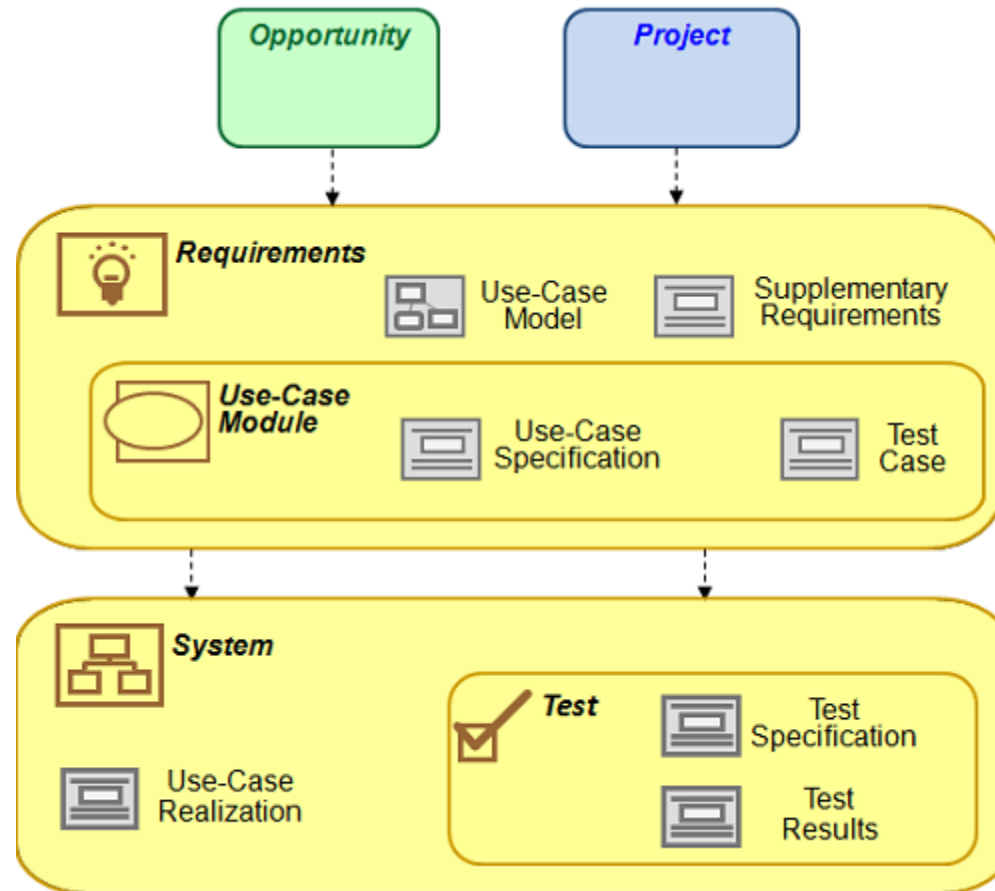 Opportunity
Project
Requirements
Use-Case
Model
Supplementary
Requirements
Use-Case
Module
Use-Case
Specification
Test
Case
System
Test
Test
Specification
Use-Case
Realization
Test
Results